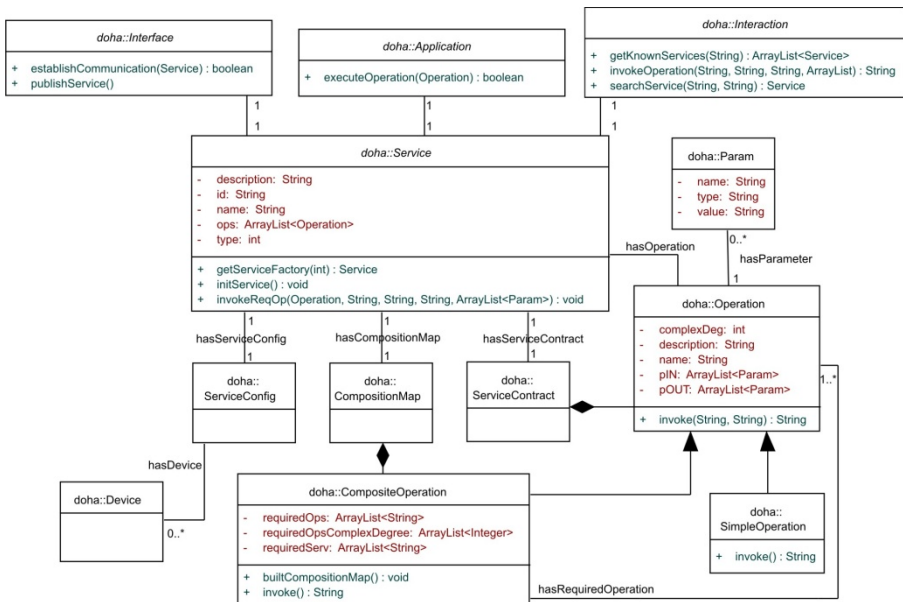 doha::Interface
+ establishCommunication(Service) : boolean
+ publishService()
doha::Application
+ executeOperation(Operation) : boolean
doha::Interaction
+ getKnownServices(String) : ArrayList<Service>
+ invokeOperation(String, String, String, ArrayList) : String
+ searchService(String, String) : Service
1
1
1
1
1
1
doha::Service
- description: String
- id: String
- name: String
- ops: ArrayList<Operation>
- type: int
+ getServiceFactory(int) : Service
+ initService() : void
+ invokeReqOp(Operation, String, String, String, ArrayList<Param>) : void
doha::Param
- name: String
- type: String
- value: String
0..*
hasParameter
1
hasOperation
doha::Operation
- complexDeg: int
- description: String
- name: String
- pIN: ArrayList<Param>
- pOUT: ArrayList<Param>
+ invoke(String, String) : String
1..*
1
hasServiceConfig
1
1
hasCompositionMap
1
1
hasServiceContract
1
doha::
ServiceConfig
doha::
CompositionMap
doha::
ServiceContract
hasDevice
0..*
doha::Device
doha::CompositeOperation
- requiredOps: ArrayList<String>
- requiredOpsComplexDegree: ArrayList<Integer>
- requiredServ: ArrayList<String>
+ builtCompositionMap() : void
+ invoke() : String
doha::
SimpleOperation
+ invoke() : String
hasRequiredOperation